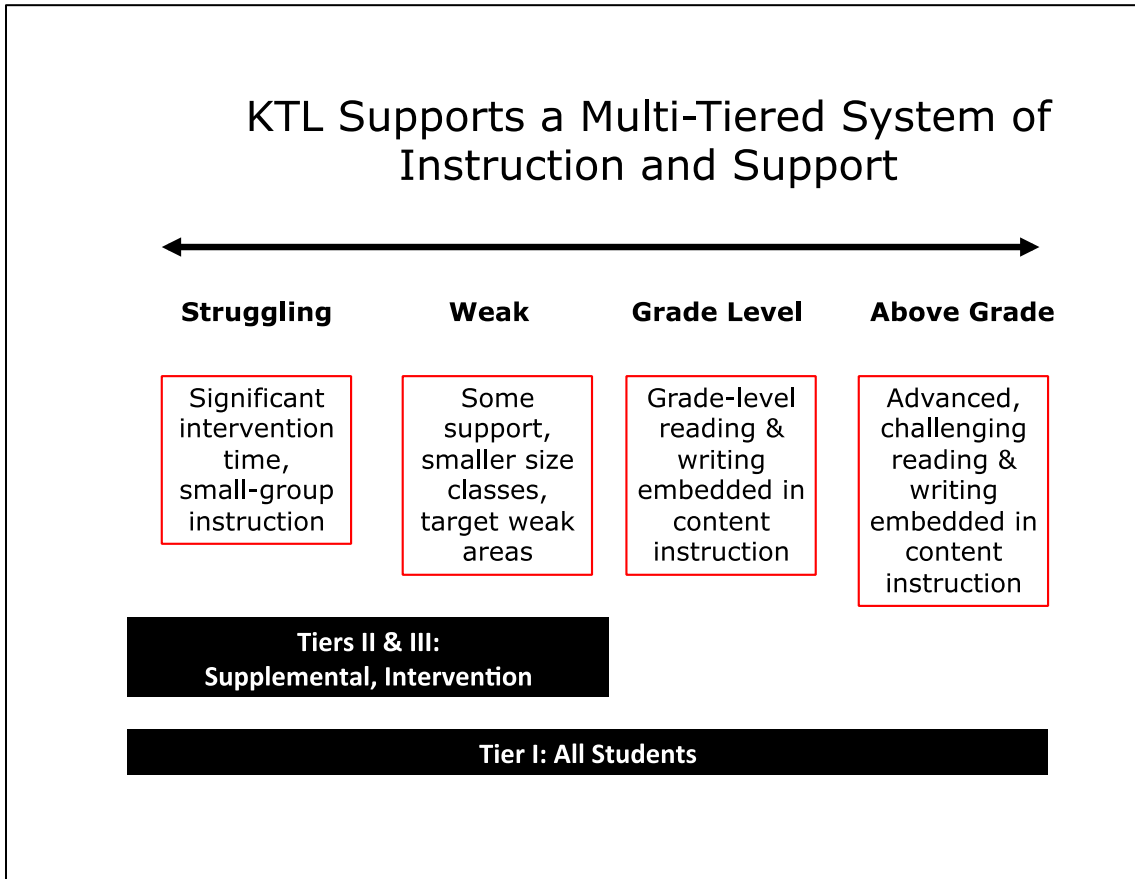 KTL Supports a Multi-Tiered System of
Instruction and Support
Struggling
Weak
Grade Level
Above Grade
Significant
intervention
time,
small-group
instruction
Some
support,
smaller size
classes,
target weak
areas
Grade-level
reading &
writing
embedded in
content
instruction
Advanced,
challenging
reading &
writing
embedded in
content
instruction
Tiers II & III:
Supplemental, Intervention
Tier I: All Students